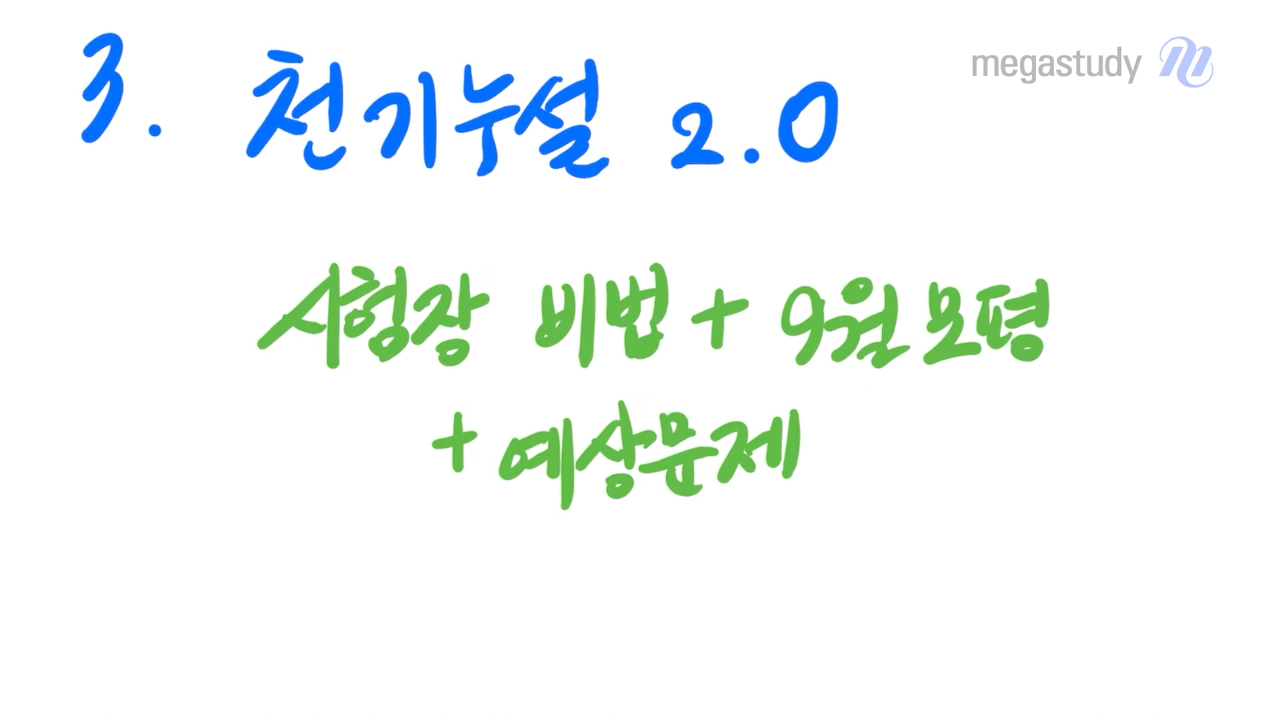 megastudy
3. 천기누설 2.0
시험장 비법 + 9월 모평
+ 예상문제